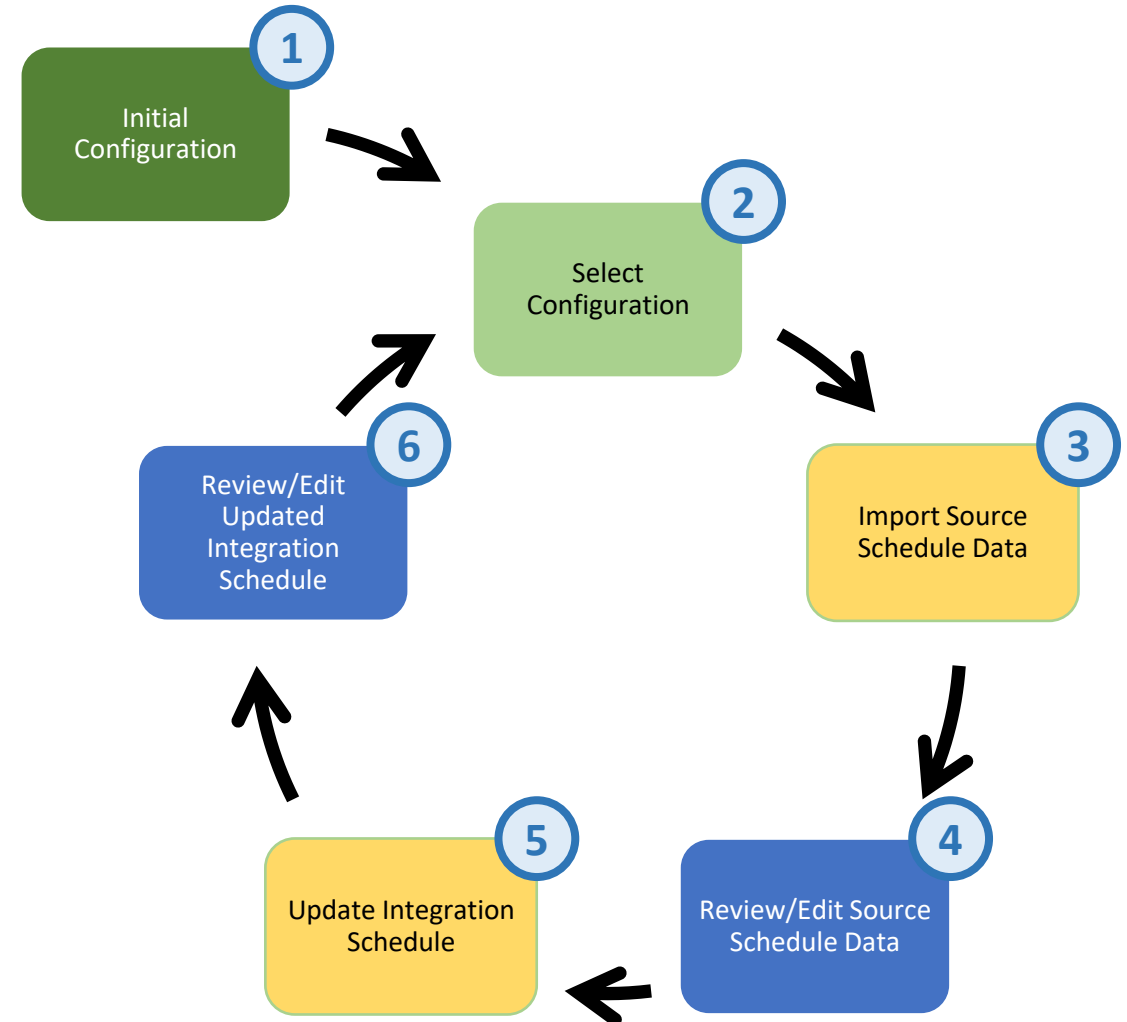 1
Initial
Configuration
2
Select
Configuration
3
Import Source
Schedule Data
4
Review/Edit Source
Schedule Data
5
Update Integration
Schedule
6
Review/Edit
Updated
Integration
Schedule